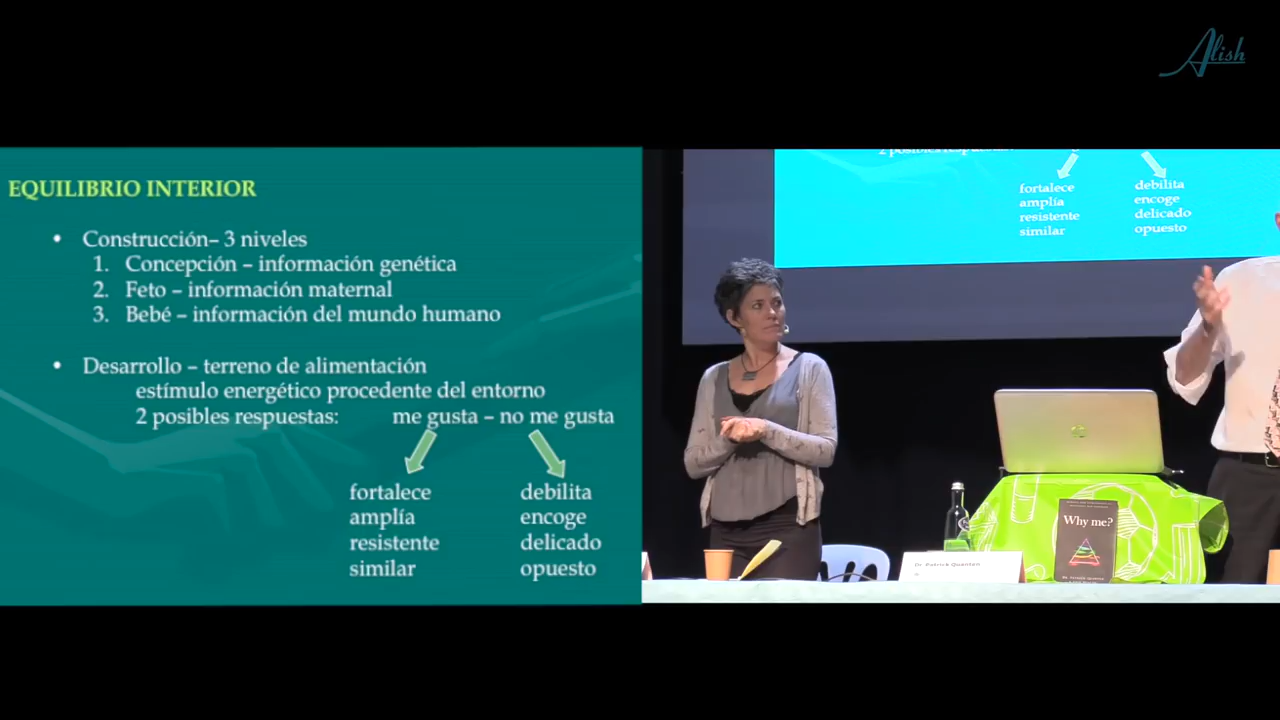 Alish
EQUILIBRIO INTERIOR
• Construcción– 3 niveles
1. Concepción – información genética
2. Feto – información maternal
3. Bebé – información del mundo humano
• Desarrollo – terreno de alimentación
estímulo energético procedente del entorno
2 posibles respuestas: me gusta – no me gusta
fortalece debilita
amplía encoge
resistente delicado
similar opuesto
2 posibles respuestas:
fortalece debilita
amplía encoge
resistente delicado
similar opuesto
Why me?
Dr. Patrick Quanten